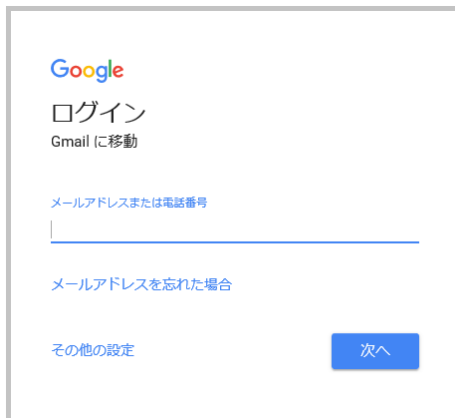 Google
ログイン
Gmail に移動
メールアドレスまたは電話番号
メールアドレスを忘れた場合
その他の設定
次へ